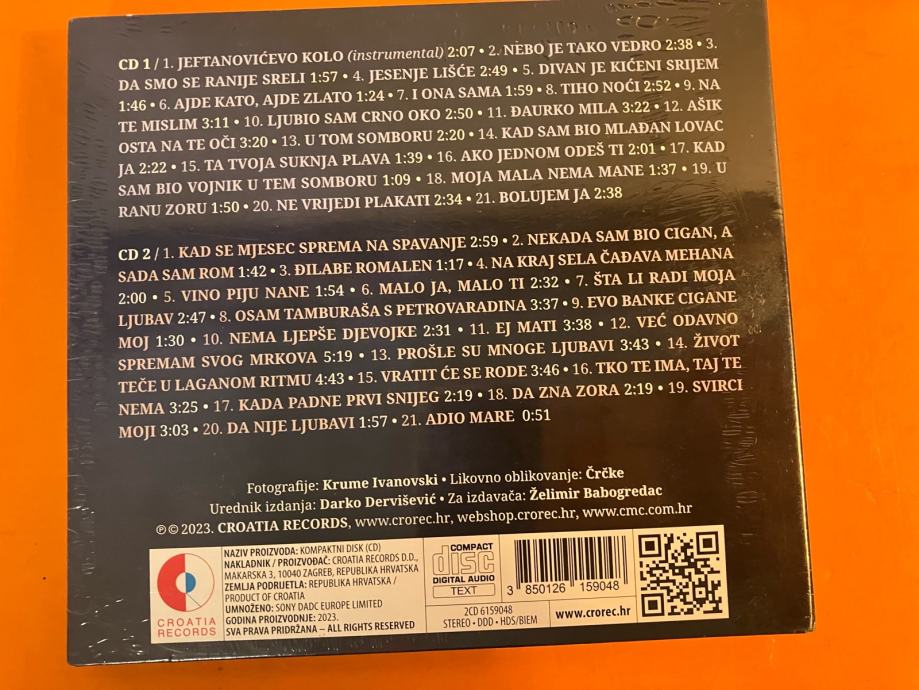 CD 1 / 1. JEFTANOVIĆEVO KOLO (instrumental) 2:07 • 2. NEBO JE TAKO VEDRO 2:38 • 3.
DA SMO SE RANIJE SRELI 1:57 • 4. JESENJE LIŠĆE 2:49 • 5. DIVAN JE KIĆENI SRIJEM
1:46 • 6. AJDE KATO, AJDE ZLATO 1:24 • 7. I ONA SAMA 1:59 • 8. TIHO NOĆI 2:52 • 9. NA
TE MISLIM 3:11 • 10. LJUBIO SAM CRNO OKO 2:50 • 11. ĐAURKO MILA 3:22 • 12. AŠIK
OSTA NA TE OČI 3:20 • 13. U TOM SOMBORU 2:20 • 14. KAD SAM BIO MLAĐAN LOVAC
JA 2:22 • 15. TA TVOJA SUKNJA PLAVA 1:39 • 16. AKO JEDNOM ODEŠ TI 2:01 • 17. KAD
SAM BIO VOJNIK U TEM SOMBORU 1:09 • 18. MOJA MALA NEMA MANE 1:37 • 19. U
RANU ZORU 1:50 • 20. NE VRIJEDI PLAKATI 2:34 • 21. BOLUJEM JA 2:38
CD 2 / 1. KAD SE MJESEC SPREMA NA SPAVANJE 2:59 • 2. NEKADA SAM BIO CIGAN, A
SADA SAM ROM 1:42 • 3. ĐILABE ROMALEN 1:17 • 4. NA KRAJ SELA ČAĐAVA MEHANA
2:00 • 5. VINO PIJU NANE 1:54 • 6. MALO JA, MALO TI 2:32 • 7. ŠTA LI RADI MOJA
LJUBAV 2:47 • 8. OSAM TAMBURAŠA S PETROVARADINA 3:37 • 9. EVO BANKE CIGANE
MOJ 1:30 • 10. NEMA LJEPŠE DJEVOJKE 2:31 • 11. EJ MATI 3:38 • 12. VEĆ ODAVNO
SPREMAM SVOG MRKOVA 5:19 • 13. PROŠLE SU MNOGE LJUBAVI 3:43 • 14. ŽIVOT
TEČE U LAGANOM RITMU 4:43 • 15. VRATIT ĆE SE RODE 3:46 • 16. TKO TE IMA, TAJ TE
NEMA 3:25 • 17. KADA PADNE PRVI SNIJEG 2:19 • 18. DA ZNA ZORA 2:19 • 19. SVIRCI
MOJI 3:03 • 20. DA NIJE LJUBAVI 1:57 • 21. ADIO MARE 0:51
Fotografije: Krume Ivanovski • Likovno oblikovanje: Črčke
Urednik izdanja: Darko Dervišević • Za izdavača: Želimir Babogredac
℗ © 2023. CROATIA RECORDS, www.crorec.hr, webshop.crorec.hr, www.cmc.com.hr
CROATIA
RECORDS
NAZIV PROIZVODA: KOMPAKTNI DISK (CD)
NAKLADNIK / PROIZVOĐAČ: CROATIA RECORDS D.D.,
MAKARSKA 3, 10040 ZAGREB, REPUBLIKA HRVATSKA
ZEMLJA PODRIJETLA: REPUBLIKA HRVATSKA /
PRODUCT OF CROATIA
UMNOŽENO: SONY DADC EUROPE LIMITED
GODINA PROIZVODNJE: 2023.
SVA PRAVA PRIDRŽANA – ALL RIGHTS RESERVED
COMPACT
disc
DIGITAL AUDIO
TEXT
2CD 6159048
STEREO • DDD • HDS/BIEM
3 850126 159048
www.crorec.hr